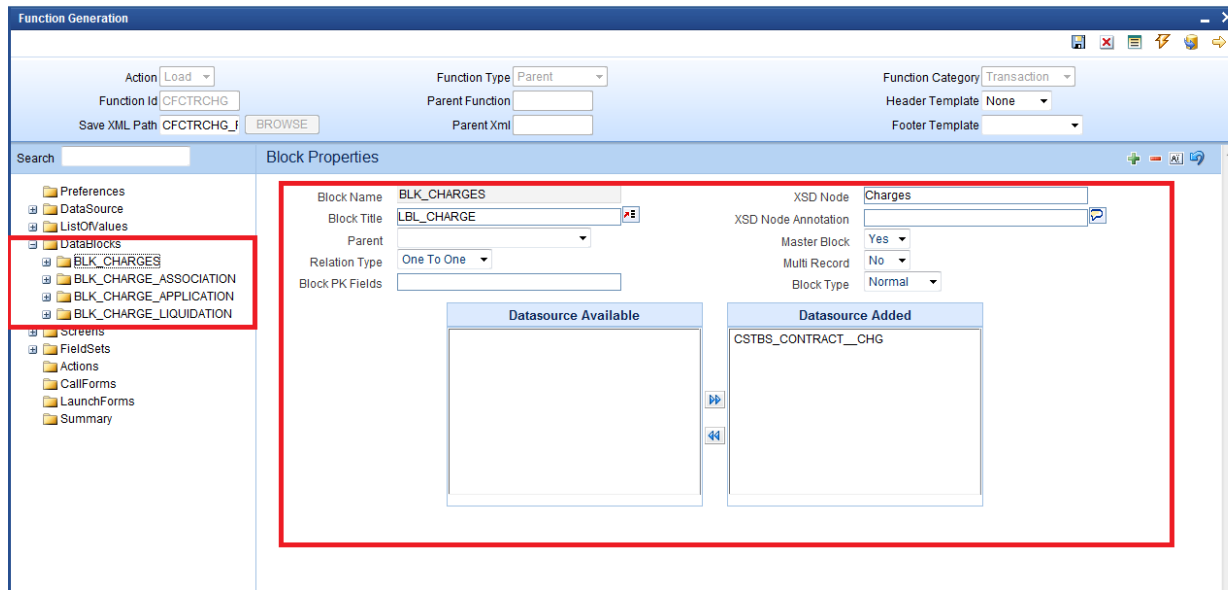 Function Generation
Action Load Function Type Parent Function Category Transaction
Function Id CFCTRCHG Parent Function Header Template None
Save XML Path CFCTRCHG_ BROWSE Parent Xml Footer Template
Search Block Properties
Preferences
DataSource
ListOfValues
DataBlocks
BLK_CHARGES
BLK_CHARGE_ASSOCIATION
BLK_CHARGE_APPLICATION
BLK_CHARGE_LIQUIDATION
Screens
FieldSets
Actions
CallForms
LaunchForms
Summary
Block Name BLK_CHARGES XSD Node Charges
Block Title LBL_CHARGE XSD Node Annotation
Parent Master Block Yes
Relation Type One To One Multi Record No
Block PK Fields Block Type Normal
Datasource Available Datasource Added
CSTBS_CONTRACT__CHG